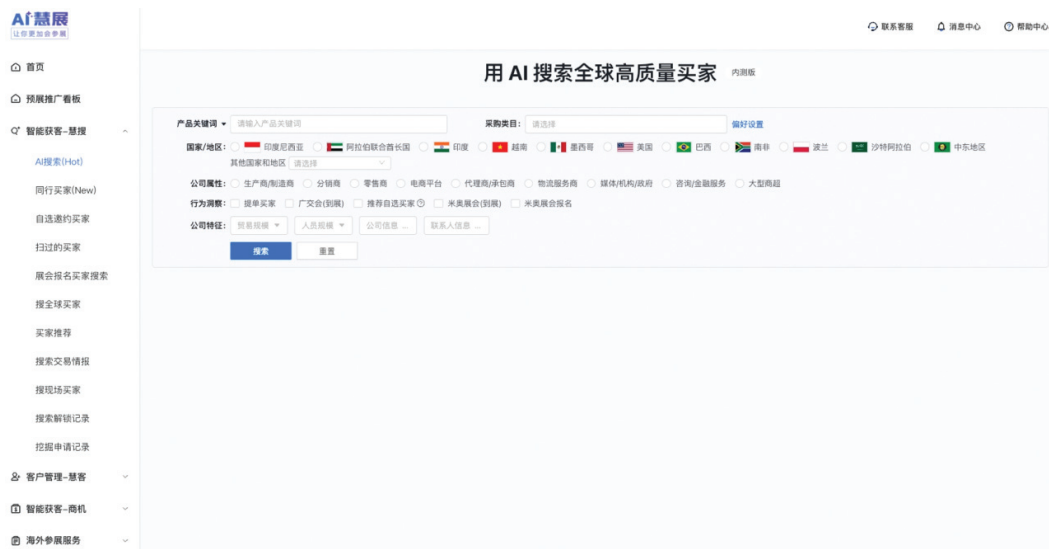 AI慧展
让你更加会参展
联系客服 消息中心 帮助中心
首页
预展推广看板
智能获客-慧搜
AI搜索(Hot)
同行买家(New)
自选邀约买家
扫过的买家
展会报名买家搜索
搜全球买家
买家推荐
搜索交易情报
搜现场买家
搜索解锁记录
挖掘申请记录
客户管理-慧客
智能获客-商机
海外参展服务
用 AI 搜索全球高质量买家 内测版
产品关键词 请输入产品关键词 采购类目: 请选择 偏好设置
国家/地区: 印度尼西亚 阿拉伯联合酋长国 印度 越南 墨西哥 美国 巴西 南非 波兰 沙特阿拉伯 中东地区
其他国家和地区 请选择
公司属性: 生产商/制造商 分销商 零售商 电商平台 代理商/承包商 物流服务商 媒体/机构/政府 咨询/金融服务 大型商超
行为洞察: 提单买家 广交会(到展) 推荐自选买家 米奥展会(到展) 米奥展会报名
公司特征: 贸易规模 人员规模 公司信息 ... 联系人信息 ...
搜索 重置